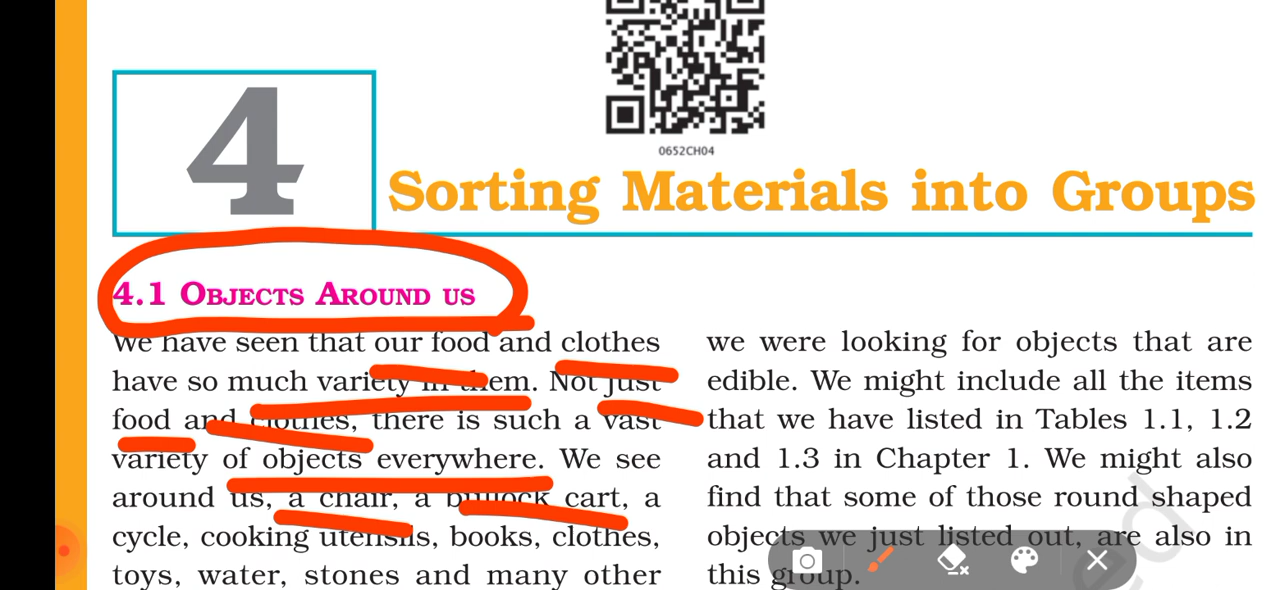 0652CH04
4
Sorting Materials into Groups
4.1 OBJECTS AROUND US
We have seen that our food and clothes
have so much variety in them. Not just
food and clothes, there is such a vast
variety of objects everywhere. We see
around us, a chair, a bullock cart, a
cycle, cooking utensils, books, clothes,
toys, water, stones and many other
we were looking for objects that are
edible. We might include all the items
that we have listed in Tables 1.1, 1.2
and 1.3 in Chapter 1. We might also
find that some of those round shaped
objects we just listed out, are also in
this group.